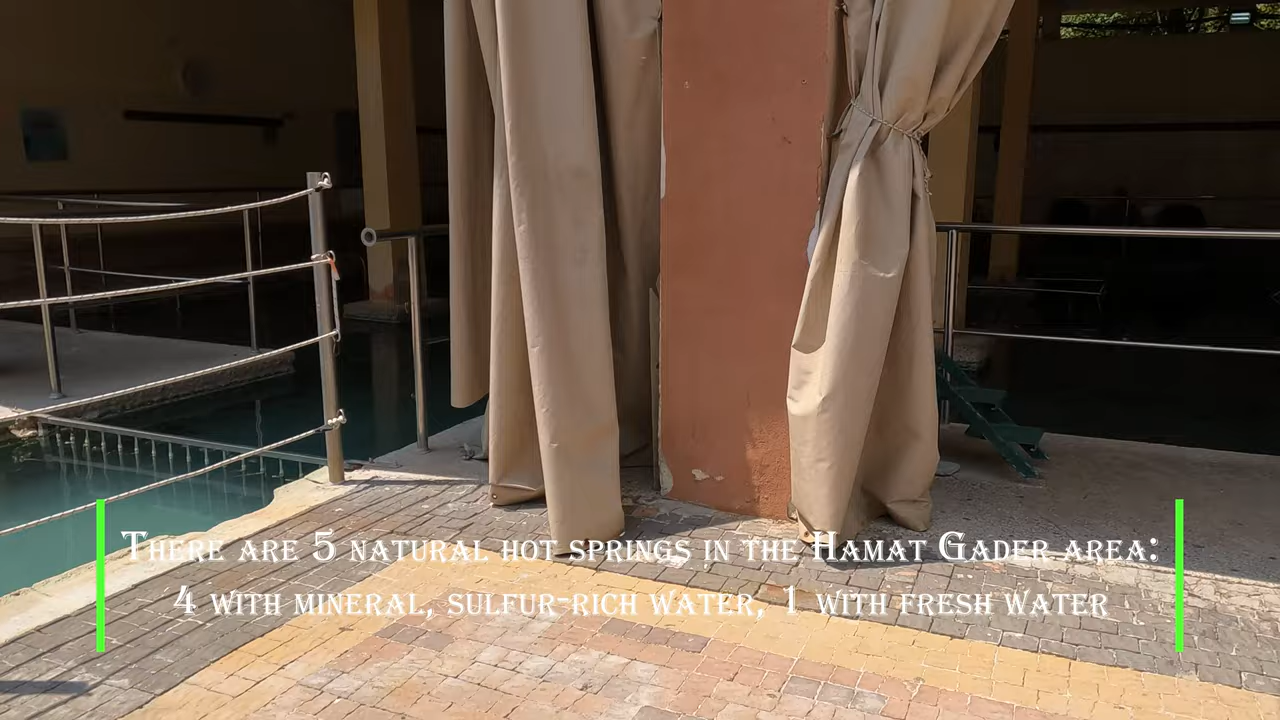 There are 5 natural hot springs in the Hamat Gader area:
4 with mineral, sulfur-rich water, 1 with fresh water